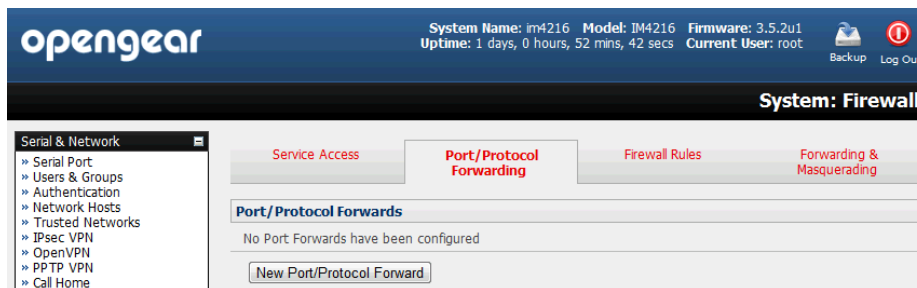 opengear
System Name: im4216 Model: IM4216 Firmware: 3.5.2u1
Uptime: 1 days, 0 hours, 52 mins, 42 secs Current User: root
Backup
Log Ou
System: Firewall
Serial & Network
» Serial Port
» Users & Groups
» Authentication
» Network Hosts
» Trusted Networks
» IPsec VPN
» OpenVPN
» PPTP VPN
» Call Home
Service Access
Port/Protocol
Forwarding
Firewall Rules
Forwarding &
Masquerading
Port/Protocol Forwards
No Port Forwards have been configured
New Port/Protocol Forward